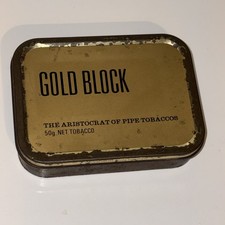 GOLD BLOCK
THE ARISTOCRAT OF PIPE TOBACCOS
50g NET TOBACCO